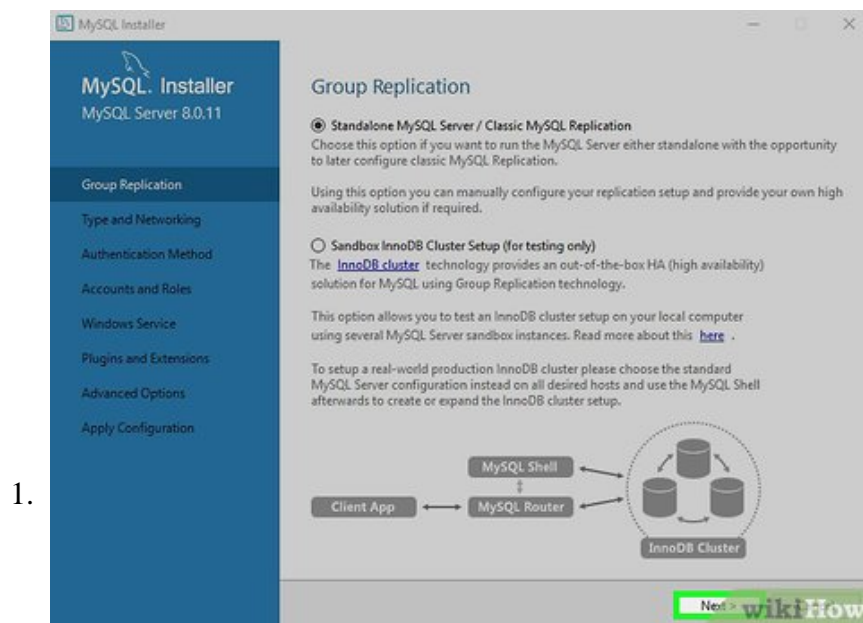 MySQL Installer
MySQL. Installer
MySQL Server 8.0.11
Group Replication
Type and Networking
Authentication Method
Accounts and Roles
Windows Service
Plugins and Extensions
Advanced Options
Apply Configuration
Group Replication
Standalone MySQL Server / Classic MySQL Replication
Choose this option if you want to run the MySQL Server either standalone with the opportunity
to later configure classic MySQL Replication.
Using this option you can manually configure your replication setup and provide your own high
availability solution if required.
Sandbox InnoDB Cluster Setup (for testing only)
The InnoDB cluster technology provides an out-of-the-box HA (high availability)
solution for MySQL using Group Replication technology.
This option allows you to test an InnoDB cluster setup on your local computer
using several MySQL Server sandbox instances. Read more about this here .
To setup a real-world production InnoDB cluster please choose the standard
MySQL Server configuration instead on all desired hosts and use the MySQL Shell
afterwards to create or expand the InnoDB cluster setup.
MySQL Shell
Client App
MySQL Router
InnoDB Cluster
1.
Next >
wikiHow